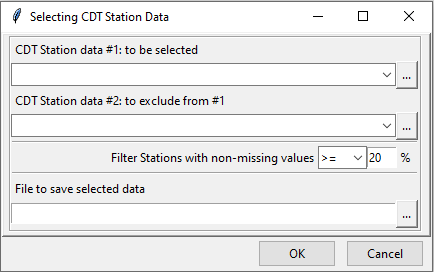 Selecting CDT Station Data
CDT Station data #1: to be selected
...
CDT Station data #2: to exclude from #1
...
Filter Stations with non-missing values >= 20 %
File to save selected data
...
OK Cancel